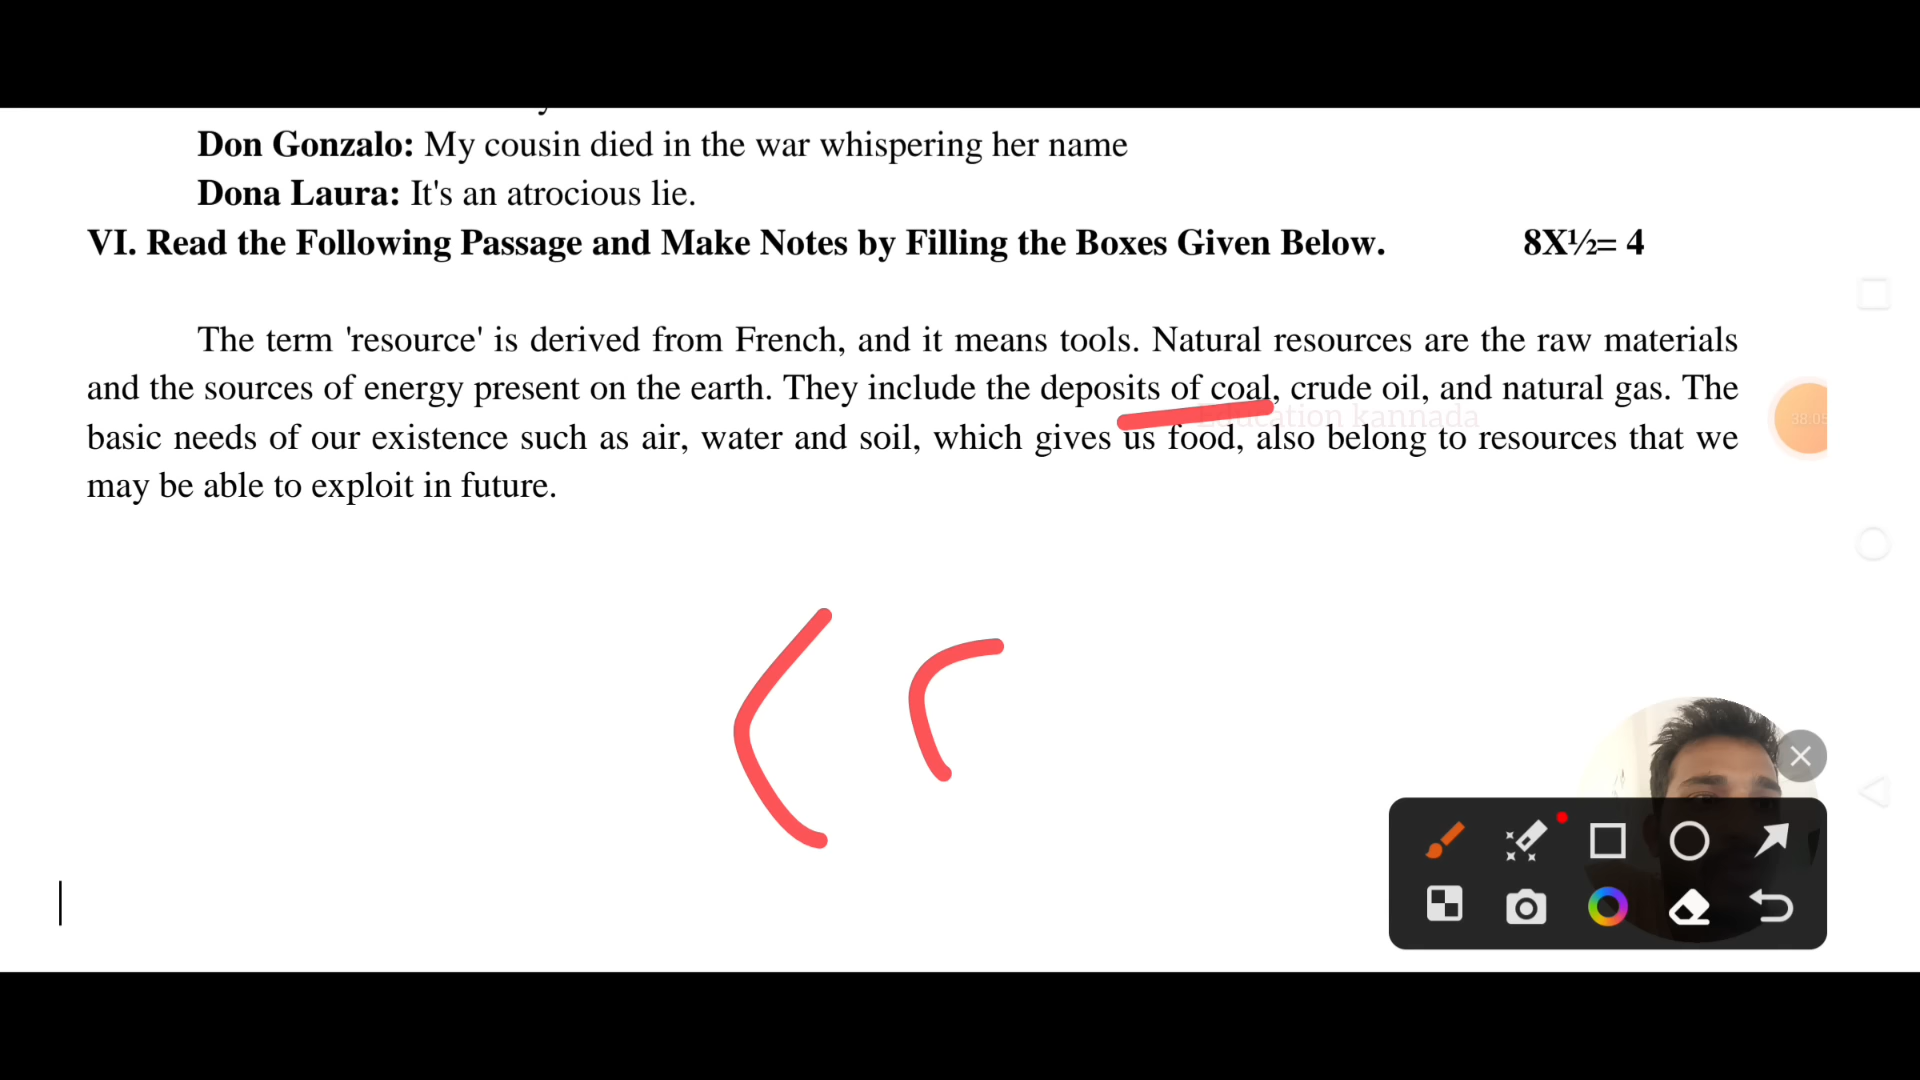 Don Gonzalo: My cousin died in the war whispering her name
Dona Laura: It's an atrocious lie.
VI. Read the Following Passage and Make Notes by Filling the Boxes Given Below. 8X½= 4
The term 'resource' is derived from French, and it means tools. Natural resources are the raw materials
and the sources of energy present on the earth. They include the deposits of coal, crude oil, and natural gas. The
Education kannada
38:05
basic needs of our existence such as air, water and soil, which gives us food, also belong to resources that we
may be able to exploit in future.